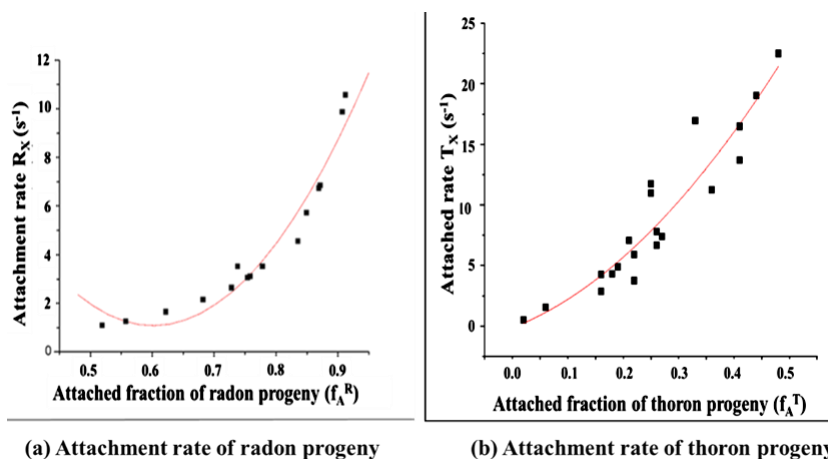 Attachment rate R_X (s⁻¹)
12
10
8
6
4
2
0
0.5 0.6 0.7 0.8 0.9
Attached fraction of radon progeny (f_A^R)
(a) Attachment rate of radon progeny
Attached rate T_X (s⁻¹)
25
20
15
10
5
0
0.0 0.1 0.2 0.3 0.4 0.5
Attached fraction of thoron progeny (f_A^T)
(b) Attachment rate of thoron progeny